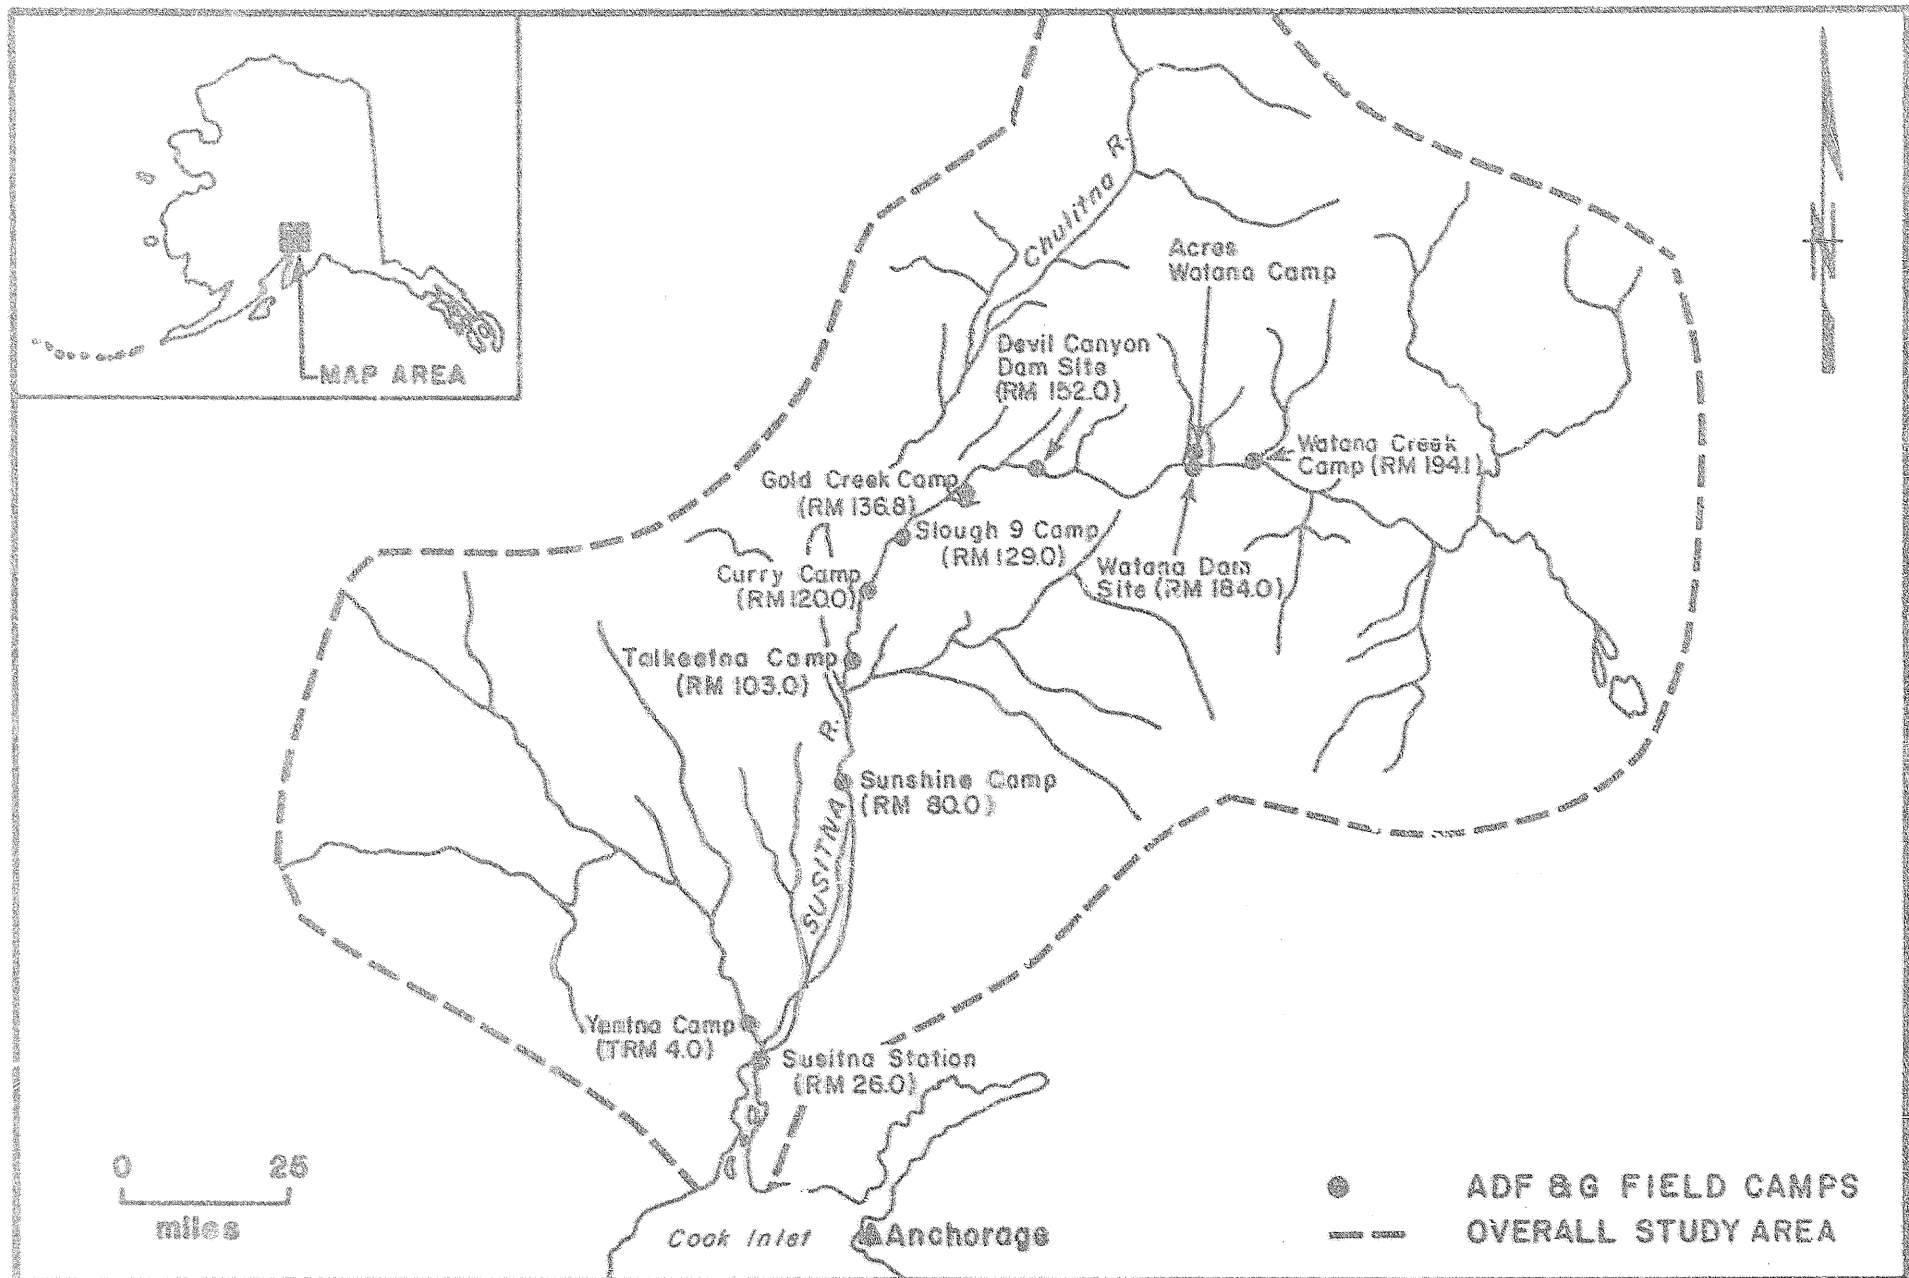 MAP AREA
Chulitna R.
Acres
Watana Camp
Devil Canyon
Dam Site
(RM 152.0)
Watana Creek
Camp (RM 194.1)
Gold Creek Camp
(RM 136.8)
Slough 9 Camp
(RM 129.0)
Watana Dam
Site (RM 184.0)
Curry Camp
(RM 120.0)
Talkeetna Camp
(RM 103.0)
SUSITNA R.
Sunshine Camp
(RM 80.0)
Yentna Camp
(TRM 4.0)
Susitna Station
(RM 26.0)
0 25
miles
Cook Inlet
Anchorage
ADF &G FIELD CAMPS
OVERALL STUDY AREA